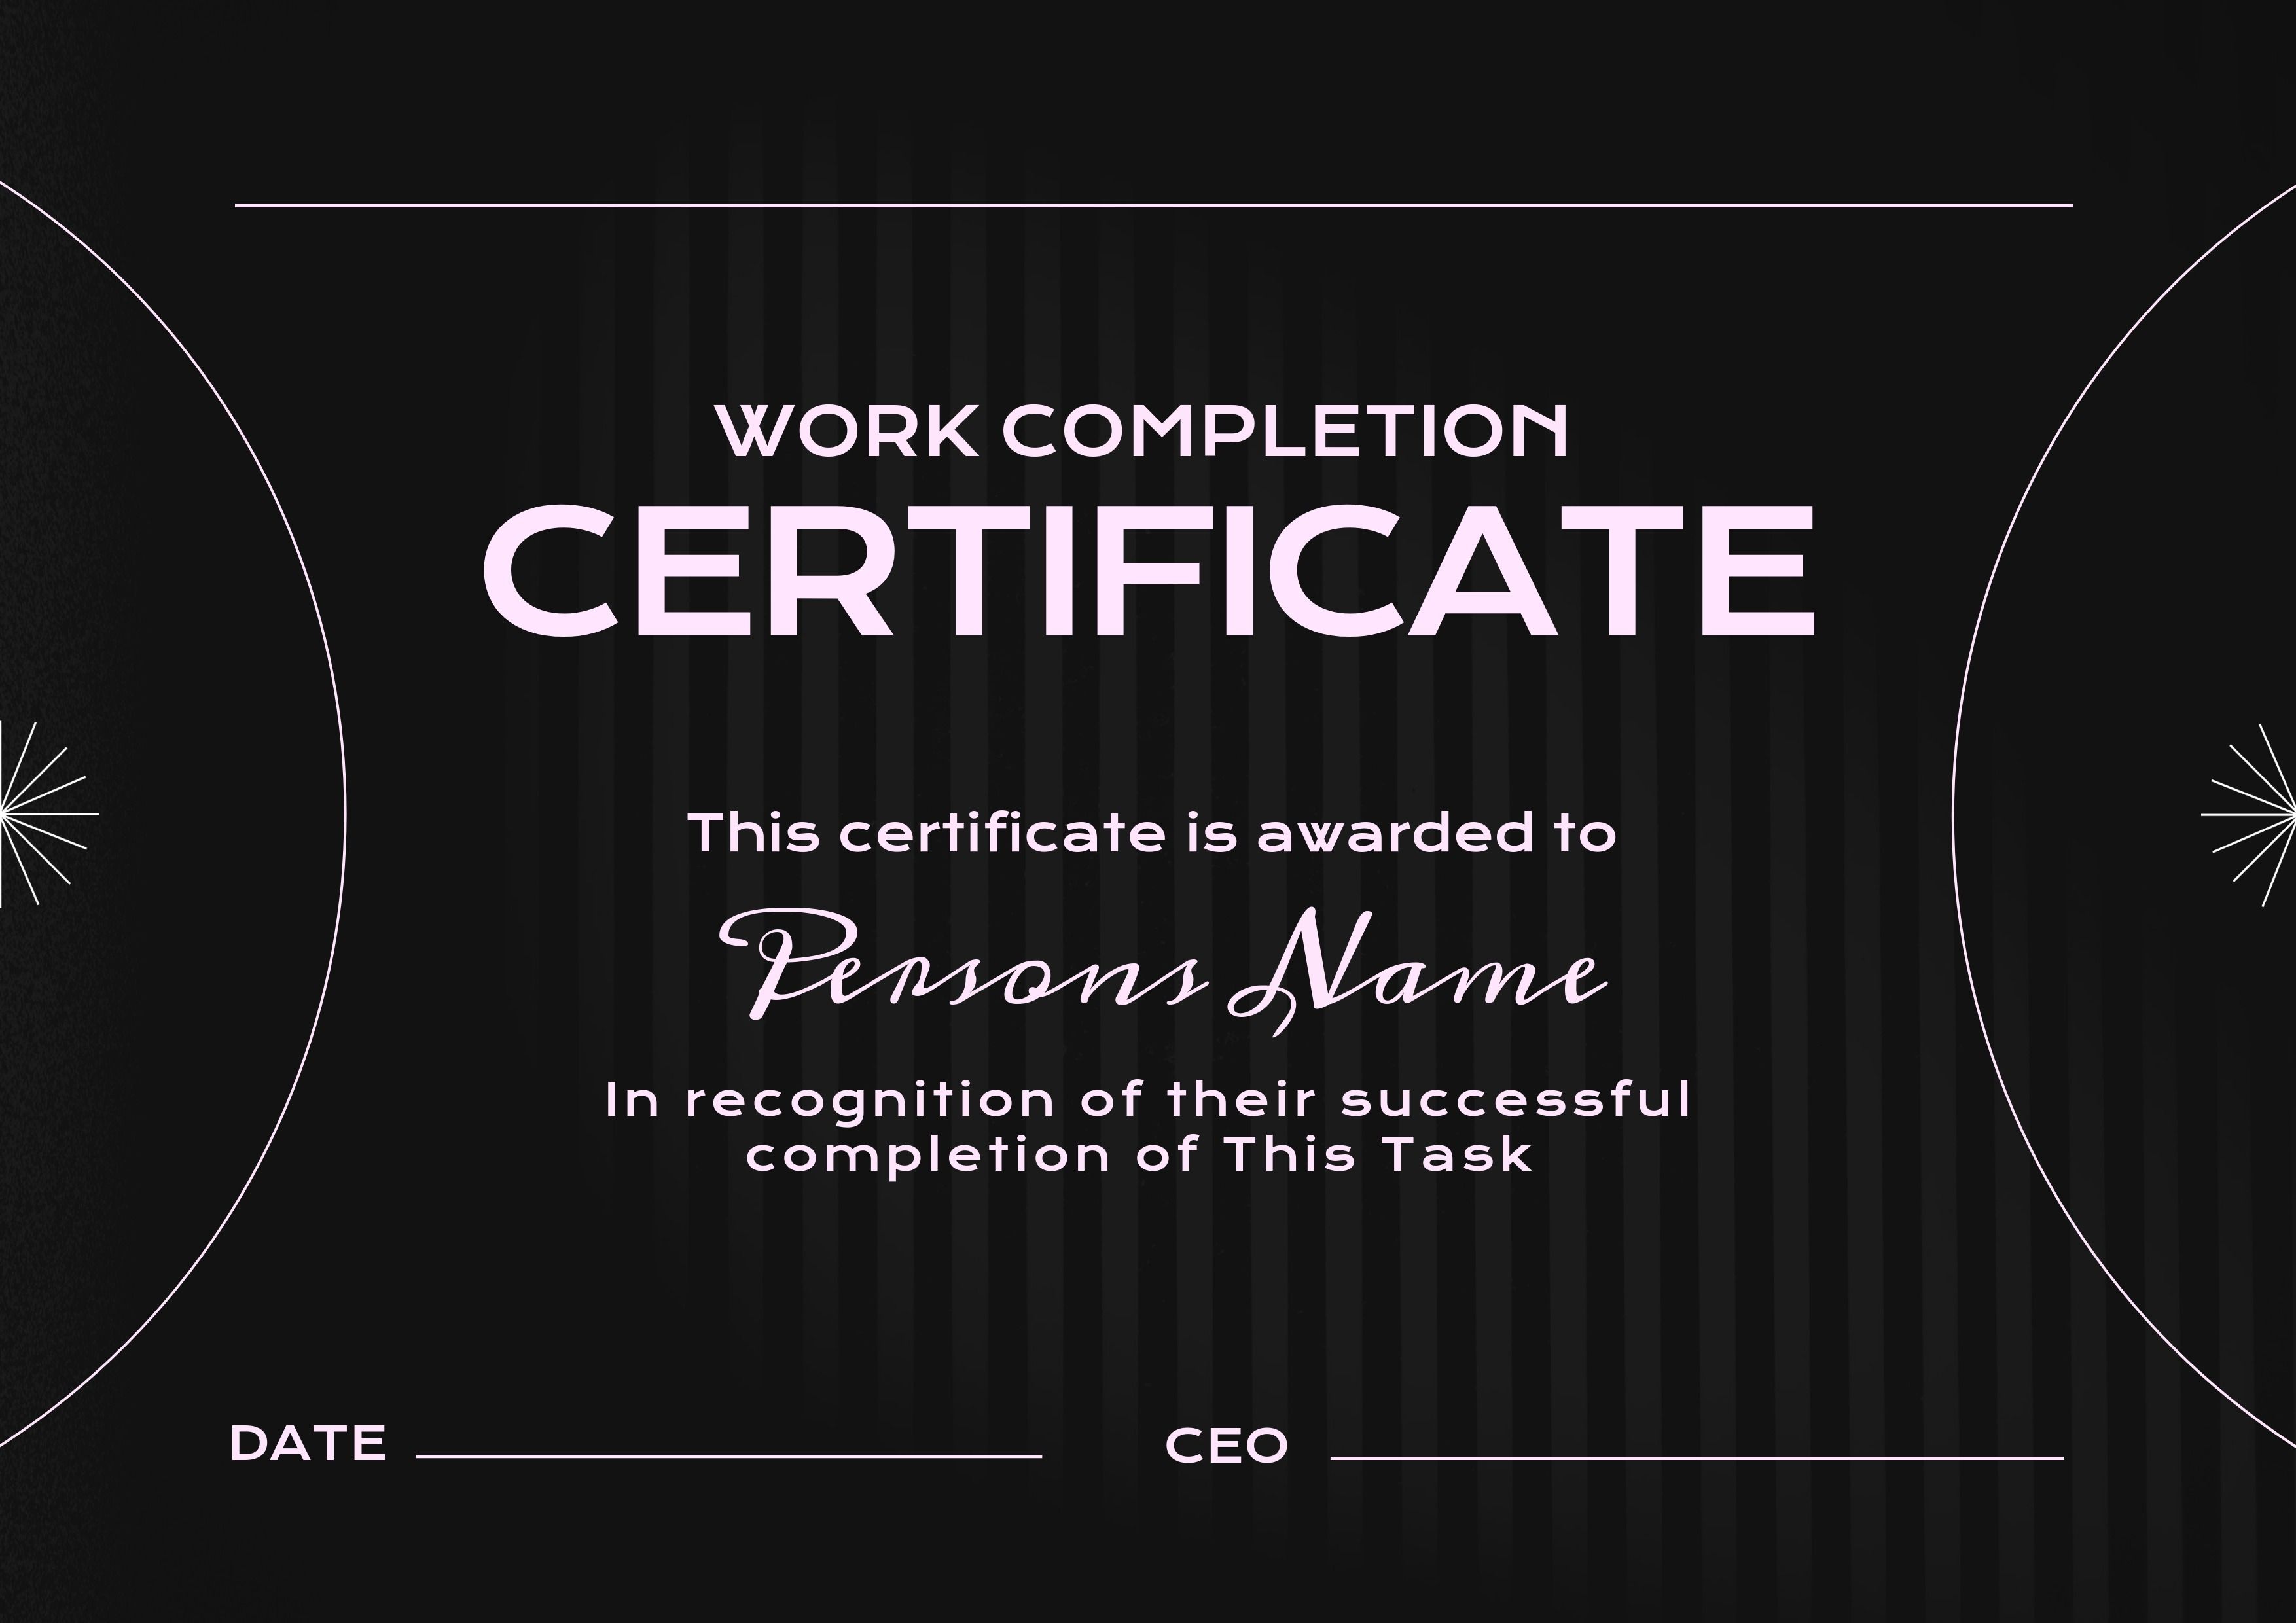 WORK COMPLETION
CERTIFICATE
This certificate is awarded to
Persons Name
In recognition of their successful
completion of This Task
DATE
CEO